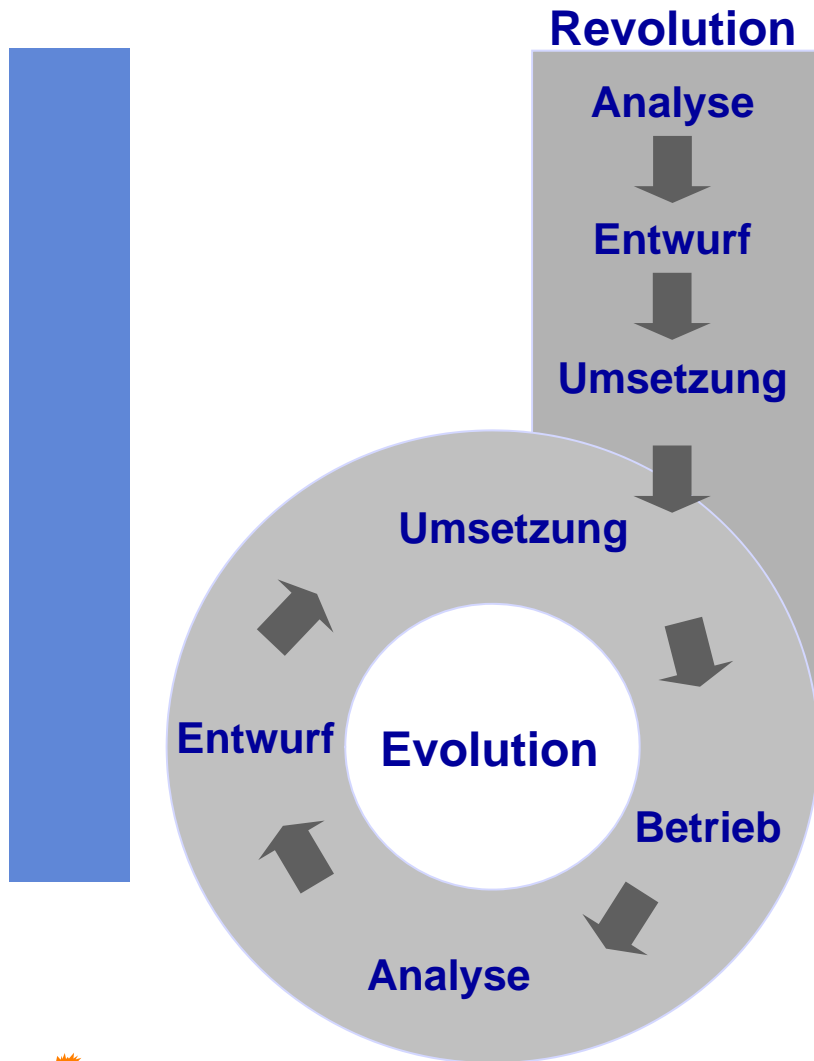 Revolution
Analyse
Entwurf
Umsetzung
Umsetzung
Entwurf
Evolution
Betrieb
Analyse